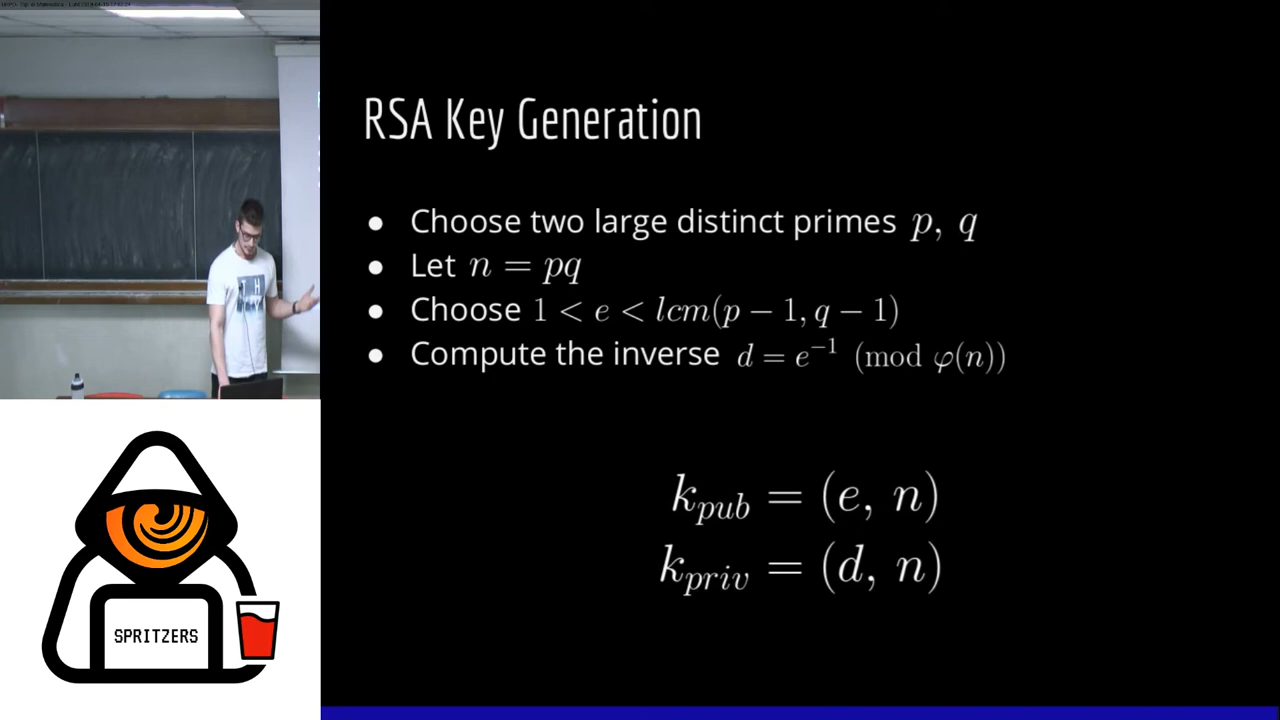 RSA Key Generation
● Choose two large distinct primes p, q
● Let n = pq
● Choose 1 < e < lcm(p − 1, q − 1)
● Compute the inverse d = e⁻¹ (mod φ(n))
k_pub = (e, n)
k_priv = (d, n)
T H
SPRITZERS